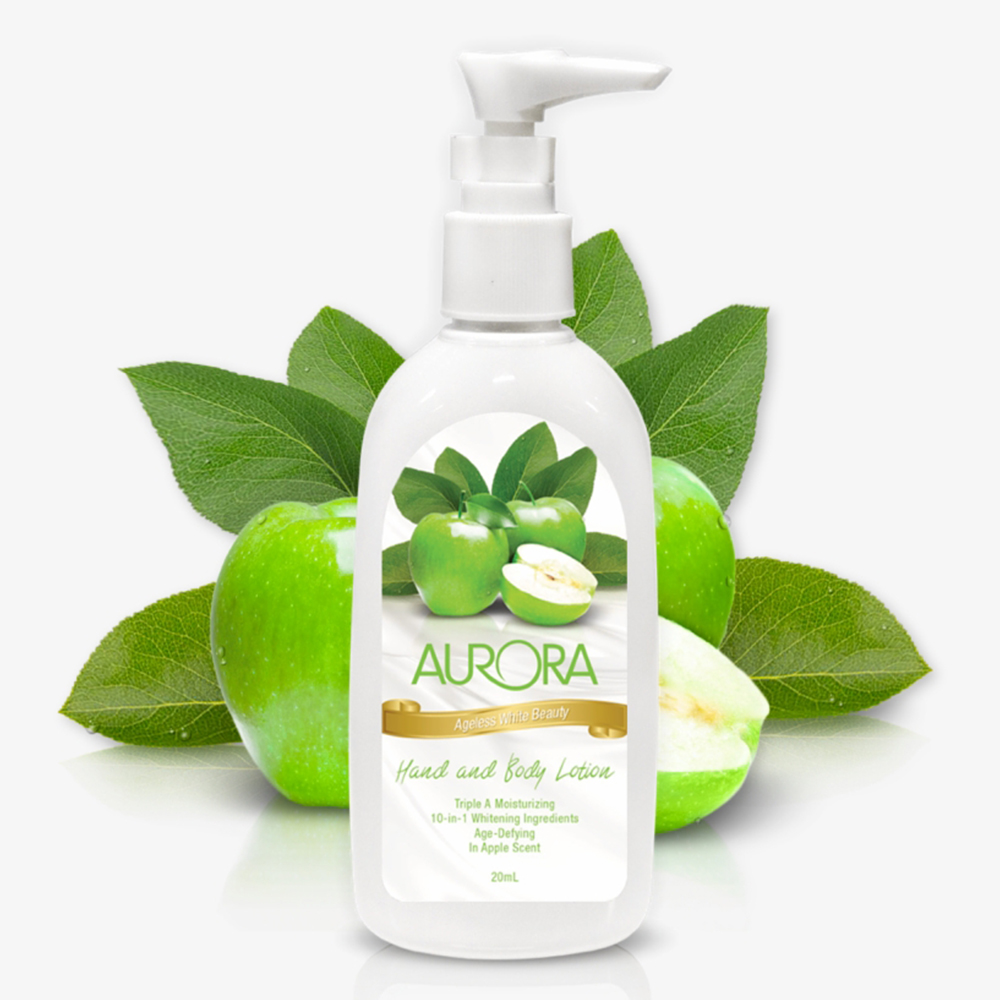 AURORA
Ageless White Beauty
Hand and Body Lotion
Triple A Moisturizing
10-in-1 Whitening Ingredients
Age-Defying
In Apple Scent
20mL